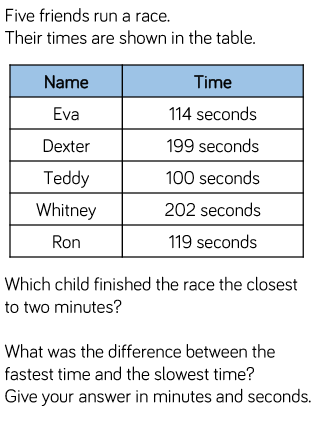 Five friends run a race.
Their times are shown in the table.
Name Time
Eva 114 seconds
Dexter 199 seconds
Teddy 100 seconds
Whitney 202 seconds
Ron 119 seconds
Which child finished the race the closest
to two minutes?
What was the difference between the
fastest time and the slowest time?
Give your answer in minutes and seconds.